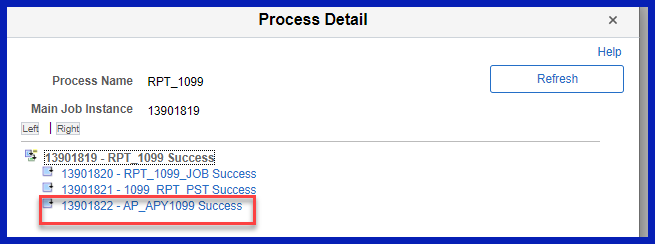 Process Detail
×
Help
Process Name RPT_1099
Refresh
Main Job Instance 13901819
Left | Right
13901819 - RPT_1099 Success
13901820 - RPT_1099_JOB Success
13901821 - 1099_RPT_PST Success
13901822 - AP_APY1099 Success